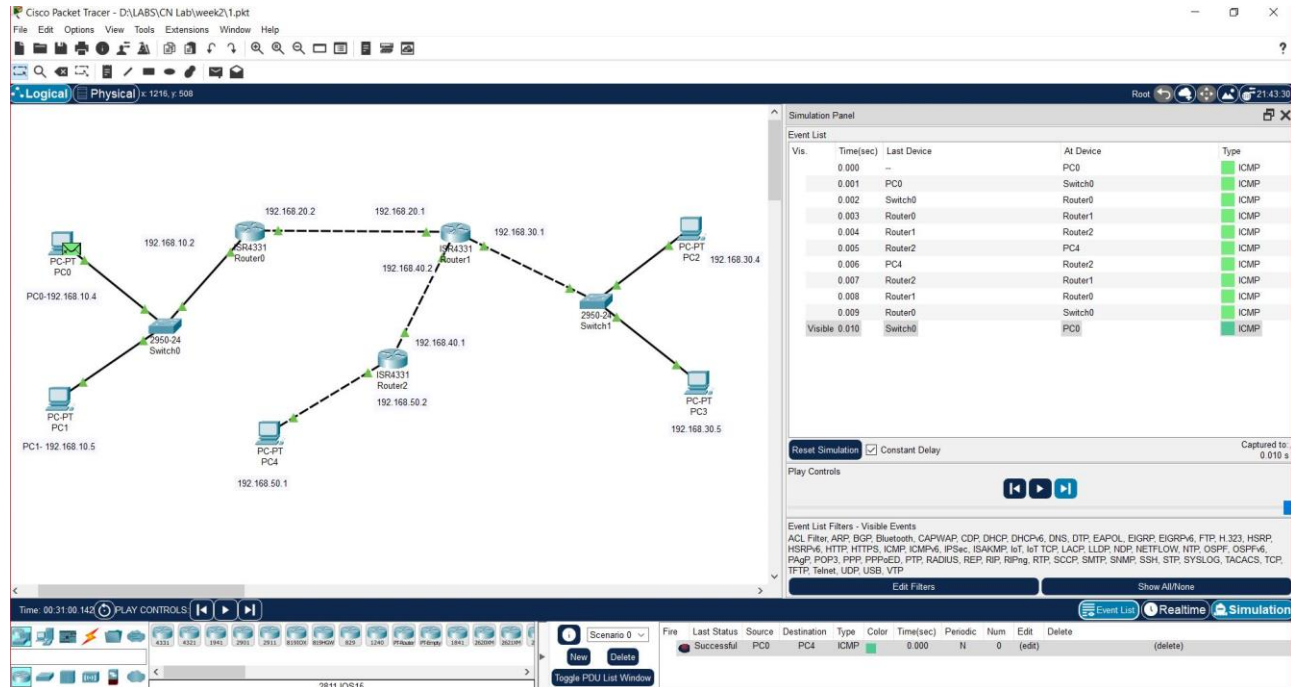 Cisco Packet Tracer - D:\LABS\CN Lab\week2\1.pkt
File Edit Options View Tools Extensions Window Help
?
Logical Physical x: 1216, y: 508 Root 21:43:30
192.168.20.2 192.168.20.1
192.168.10.2
ISR4331
Router0
ISR4331
Router1
192.168.30.1
192.168.40.2
PC-PT
PC0
PC0-192.168.10.4
PC-PT
PC2
192.168.30.4
2950-24
Switch0
2950-24
Switch1
192.168.40.1
ISR4331
Router2
192.168.50.2
PC-PT
PC1
PC1- 192.168.10.5
PC-PT
PC3
192.168.30.5
PC-PT
PC4
192.168.50.1
Simulation Panel
Event List
Vis. Time(sec) Last Device At Device Type
0.000 -- PC0 ICMP
0.001 PC0 Switch0 ICMP
0.002 Switch0 Router0 ICMP
0.003 Router0 Router1 ICMP
0.004 Router1 Router2 ICMP
0.005 Router2 PC4 ICMP
0.006 PC4 Router2 ICMP
0.007 Router2 Router1 ICMP
0.008 Router1 Router0 ICMP
0.009 Router0 Switch0 ICMP
Visible 0.010 Switch0 PC0 ICMP
Reset Simulation Constant Delay Captured to:
0.010 s
Play Controls
Event List Filters - Visible Events
ACL Filter, ARP, BGP, Bluetooth, CAPWAP, CDP, DHCP, DHCPv6, DNS, DTP, EAPOL, EIGRP, EIGRPv6, FTP, H.323, HSRP,
HSRPv6, HTTP, HTTPS, ICMP, ICMPv6, IPSec, ISAKMP, IoT, IoT TCP, LACP, LLDP, NDP, NETFLOW, NTP, OSPF, OSPFv6,
PAgP, POP3, PPP, PPPoED, PTP, RADIUS, REP, RIP, RIPng, RTP, SCCP, SMTP, SNMP, SSH, STP, SYSLOG, TACACS, TCP,
TFTP, Telnet, UDP, USB, VTP
Edit Filters Show All/None
Time: 00:31:00.142 PLAY CONTROLS: Event List Realtime Simulation
4331 4321 1941 2901 2911 819IOX 819HGW 829 1240 PT-Router PT-Empty 1841 2620XM 2621XM
2811 IOS15
Scenario 0
New Delete
Toggle PDU List Window
Fire Last Status Source Destination Type Color Time(sec) Periodic Num Edit Delete
Successful PC0 PC4 ICMP 0.000 N 0 (edit) (delete)